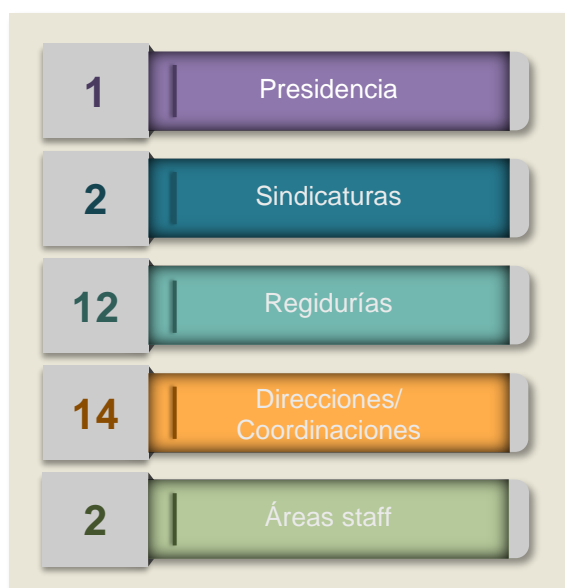 1
Presidencia
2
Sindicaturas
12
Regidurías
14
Direcciones/
Coordinaciones
2
Áreas staff